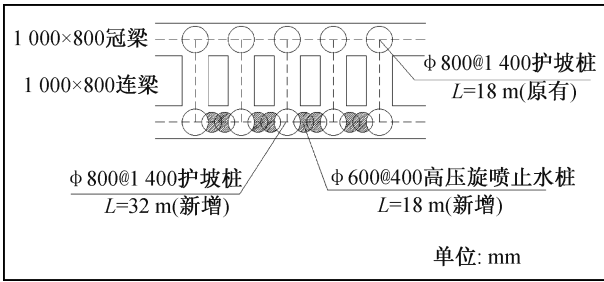 1 000×800冠梁
φ800@1 400护坡桩
L=18 m(原有)
1 000×800连梁
φ800@1 400护坡桩
L=32 m(新增)
φ600@400高压旋喷止水桩
L=18 m(新增)
单位: mm